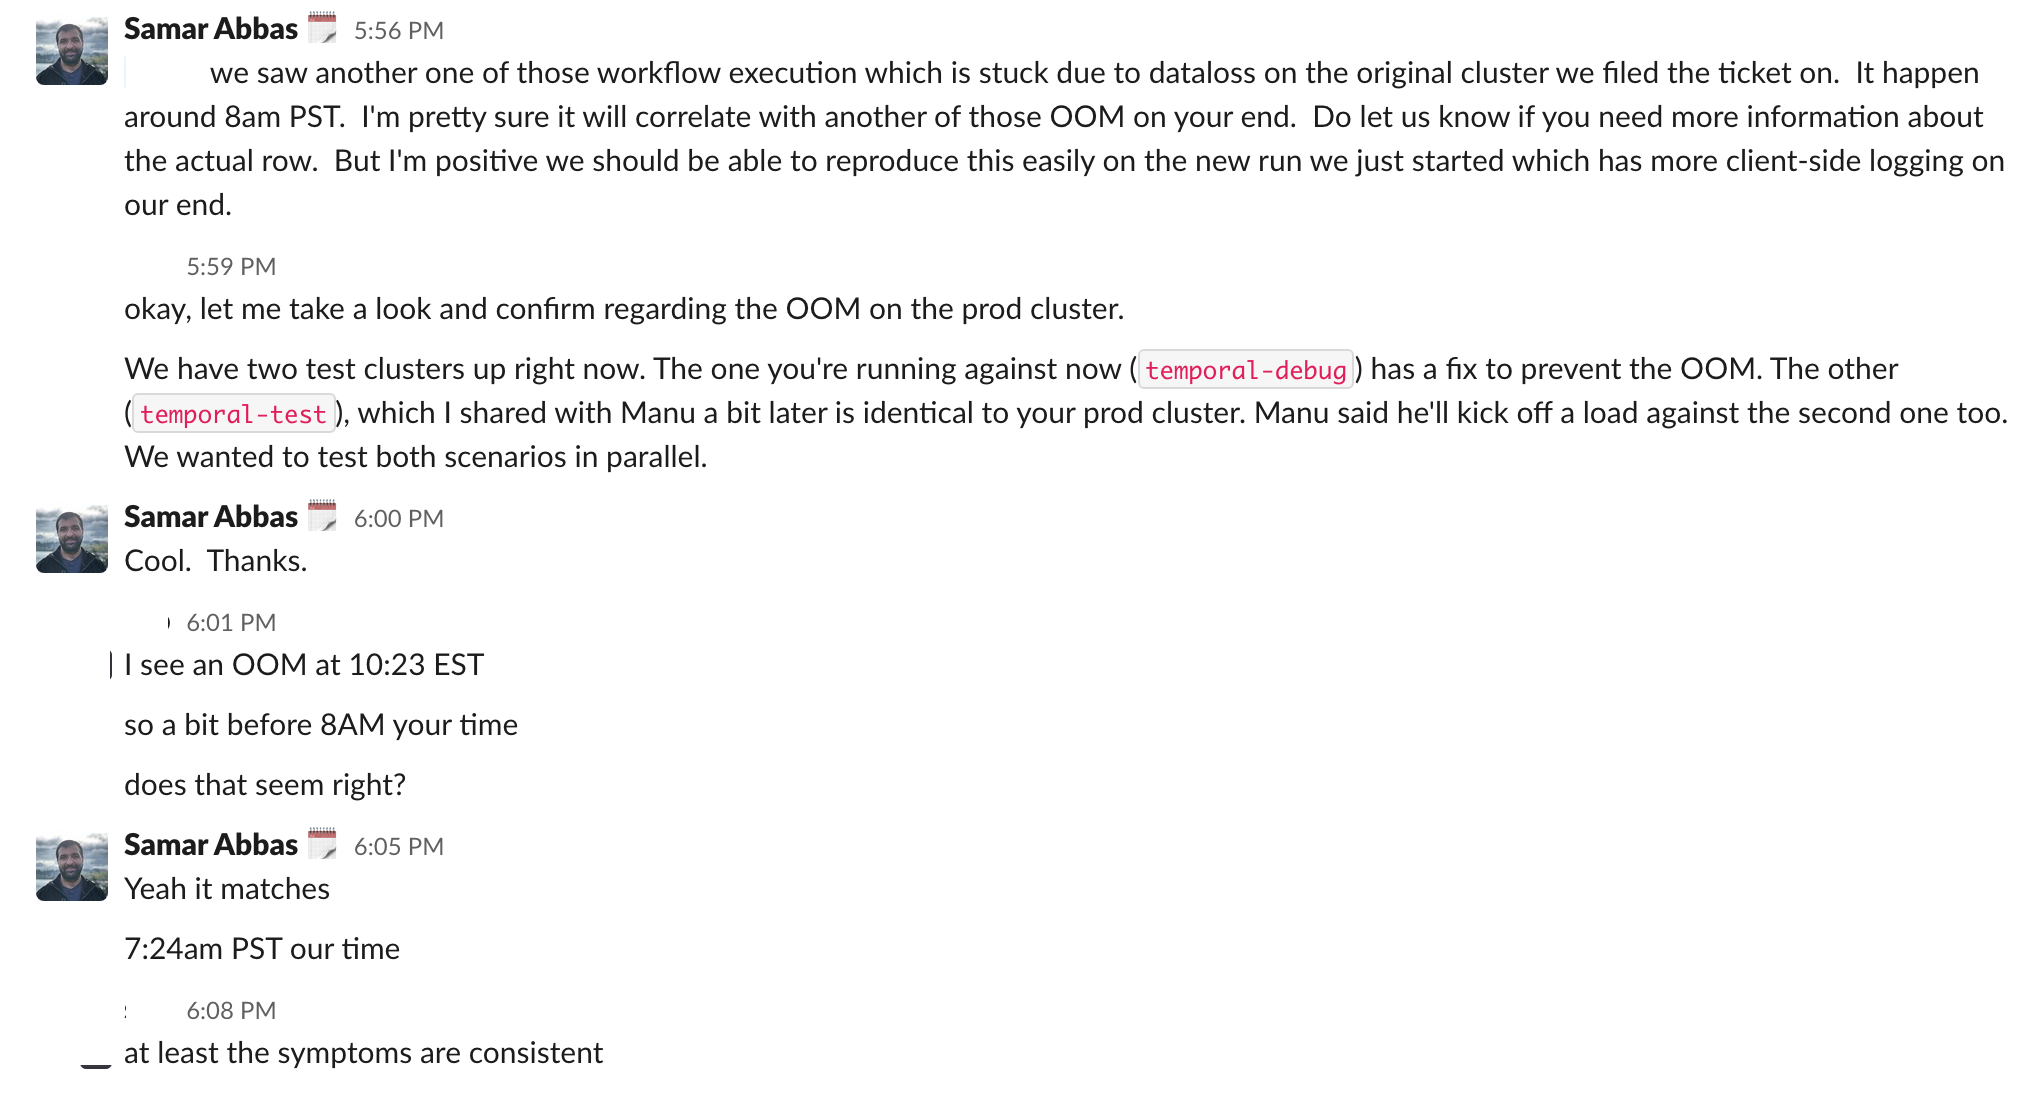 Samar Abbas 5:56 PM
we saw another one of those workflow execution which is stuck due to dataloss on the original cluster we filed the ticket on.  It happen
around 8am PST.  I'm pretty sure it will correlate with another of those OOM on your end.  Do let us know if you need more information about
the actual row.  But I'm positive we should be able to reproduce this easily on the new run we just started which has more client-side logging on
our end.
5:59 PM
okay, let me take a look and confirm regarding the OOM on the prod cluster.
We have two test clusters up right now. The one you're running against now (temporal-debug) has a fix to prevent the OOM. The other
(temporal-test), which I shared with Manu a bit later is identical to your prod cluster. Manu said he'll kick off a load against the second one too.
We wanted to test both scenarios in parallel.
Samar Abbas 6:00 PM
Cool.  Thanks.
6:01 PM
I see an OOM at 10:23 EST
so a bit before 8AM your time
does that seem right?
Samar Abbas 6:05 PM
Yeah it matches
7:24am PST our time
6:08 PM
at least the symptoms are consistent